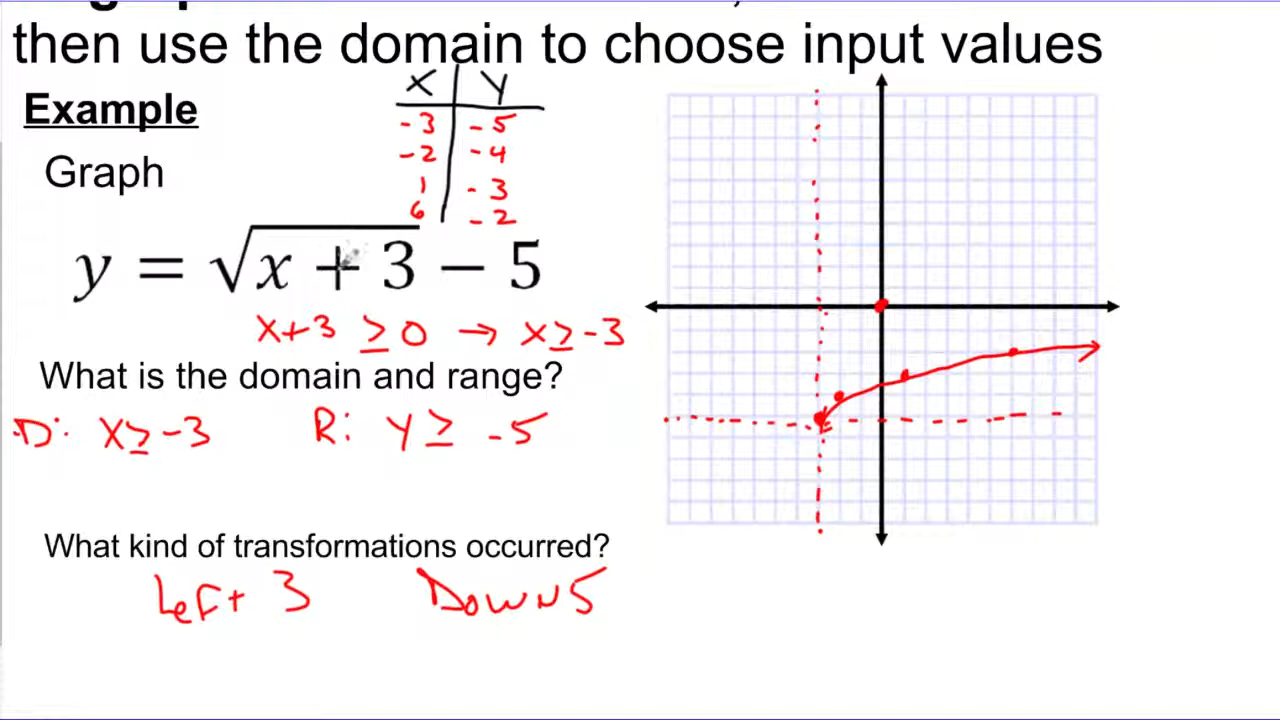 then use the domain to choose input values
Example
Graph
X Y
-3 -5
-2 -4
1 -3
6 -2
y = √x + 3 − 5
x+3 ≥ 0 → x ≥ -3
What is the domain and range?
D: x ≥ -3 R: y ≥ -5
What kind of transformations occurred?
Left 3 Down 5